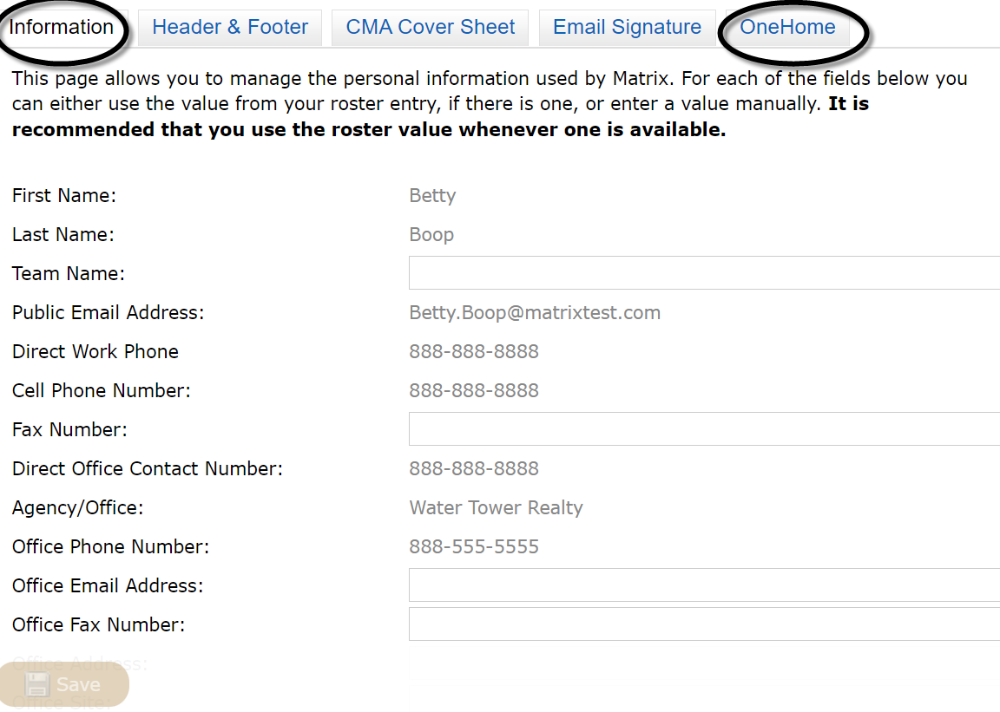 Information Header & Footer CMA Cover Sheet Email Signature OneHome
This page allows you to manage the personal information used by Matrix. For each of the fields below you
can either use the value from your roster entry, if there is one, or enter a value manually. It is
recommended that you use the roster value whenever one is available.
First Name: Betty
Last Name: Boop
Team Name:
Public Email Address: Betty.Boop@matrixtest.com
Direct Work Phone 888-888-8888
Cell Phone Number: 888-888-8888
Fax Number:
Direct Office Contact Number: 888-888-8888
Agency/Office: Water Tower Realty
Office Phone Number: 888-555-5555
Office Email Address:
Office Fax Number:
Office Address:
Save
Office Site: